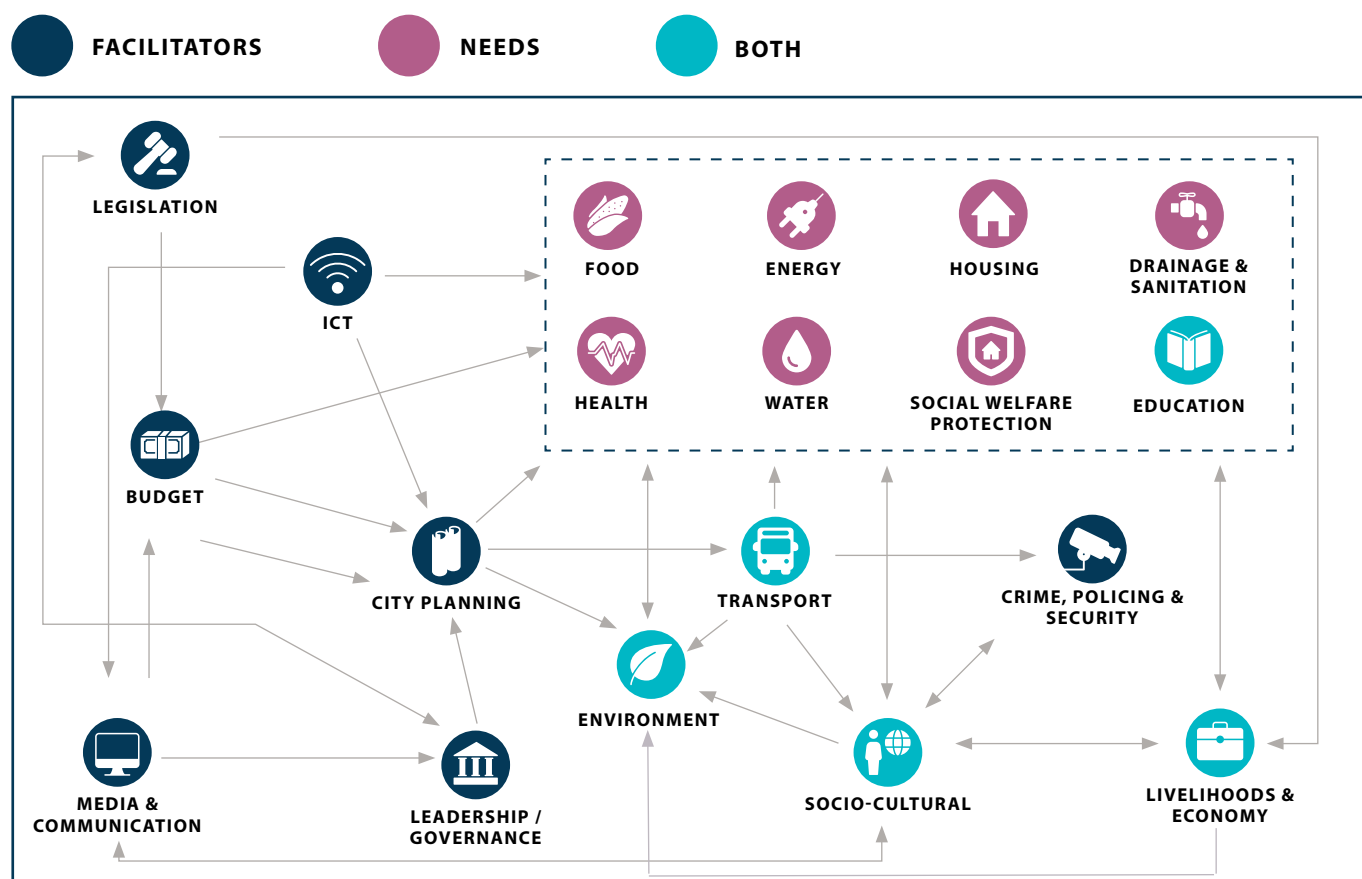 FACILITATORS
NEEDS
BOTH
LEGISLATION
FOOD
ENERGY
HOUSING
DRAINAGE &
SANITATION
ICT
HEALTH
WATER
SOCIAL WELFARE
PROTECTION
EDUCATION
BUDGET
CITY PLANNING
TRANSPORT
CRIME, POLICING &
SECURITY
ENVIRONMENT
MEDIA &
COMMUNICATION
LEADERSHIP /
GOVERNANCE
SOCIO-CULTURAL
LIVELIHOODS &
ECONOMY